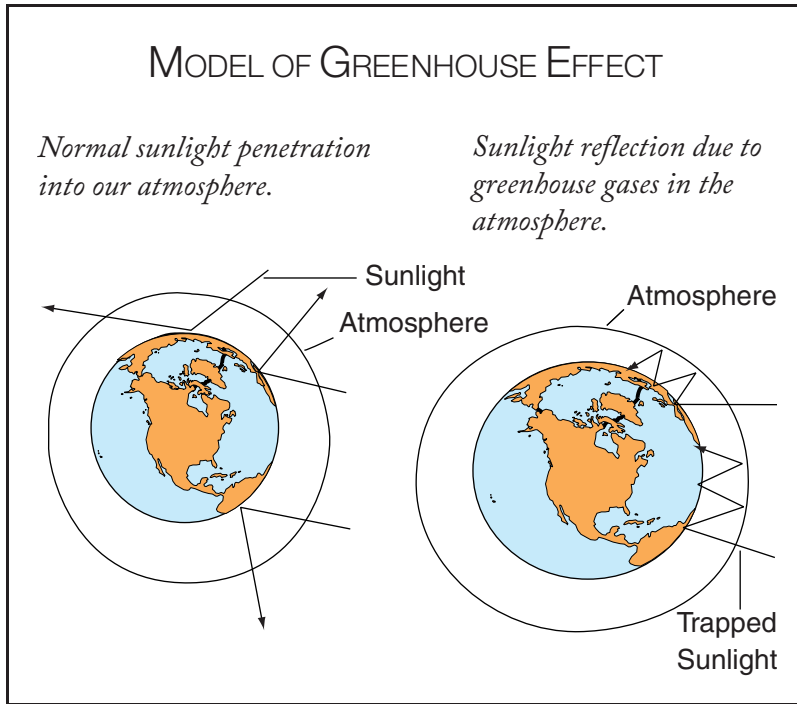 MODEL OF GREENHOUSE EFFECT
Normal sunlight penetration
into our atmosphere.
Sunlight reflection due to
greenhouse gases in the
atmosphere.
Sunlight
Atmosphere
Atmosphere
Trapped
Sunlight